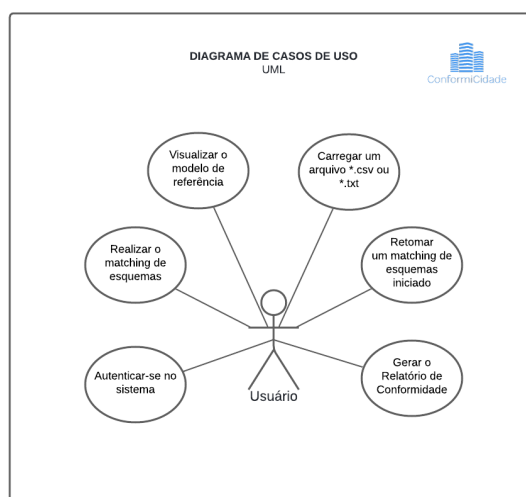 DIAGRAMA DE CASOS DE USO
UML
ConformiCidade
Visualizar o
modelo de
referência
Carregar um
arquivo *.csv ou
*.txt
Realizar o
matching de
esquemas
Retomar
um matching de
esquemas
iniciado
Autenticar-se no
sistema
Gerar o
Relatório de
Conformidade
Usuário